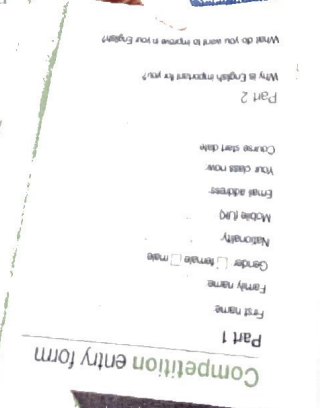 Competition entry form
Part 1
First name
Family name
Gender female male
Nationality
Mobile (UK)
Email address
Your class now
Course start date
Part 2
Why is English important for you?
What do you want to improve in your English?